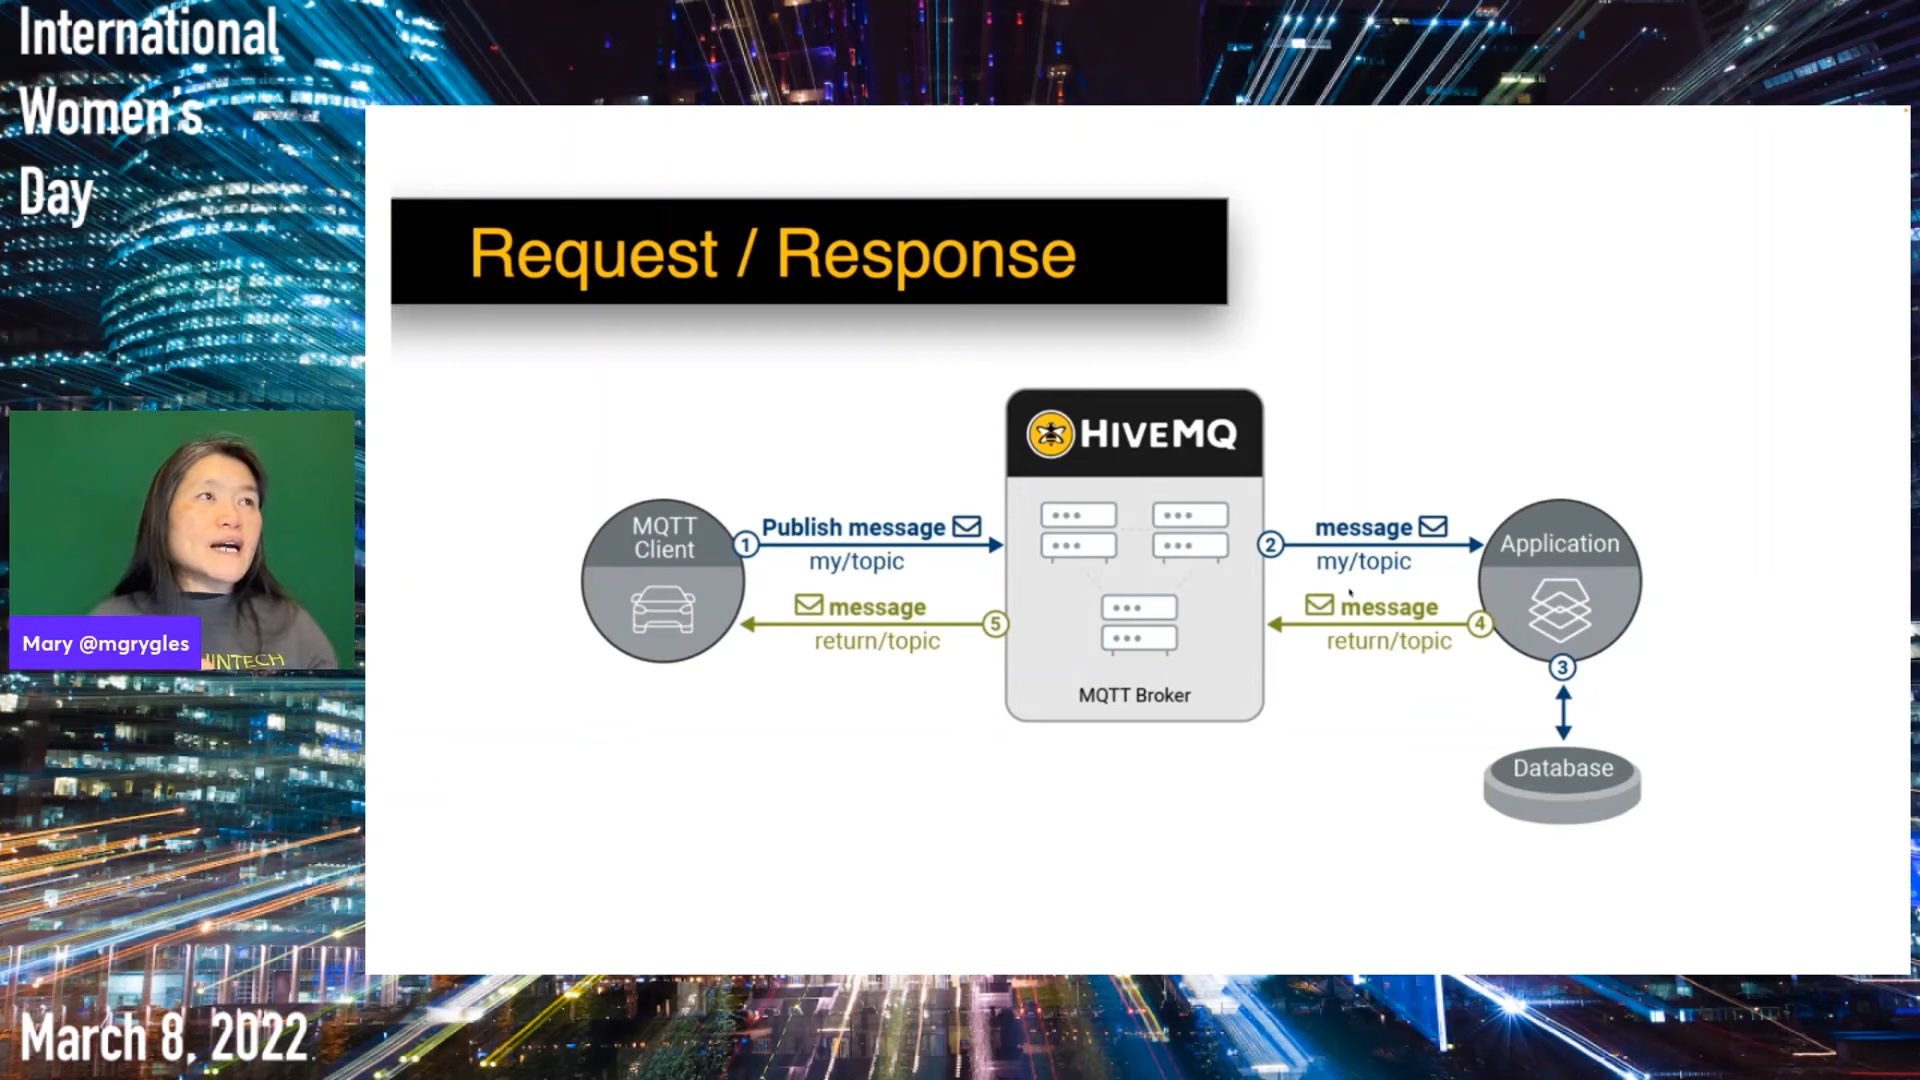 International
Women's
Day
Request / Response
HIVEMQ
MQTT
Client
1
Publish message
my/topic
2
message
my/topic
Application
message
return/topic
5
message
return/topic
4
3
MQTT Broker
Database
Mary @mgrygles
INTECH
March 8, 2022